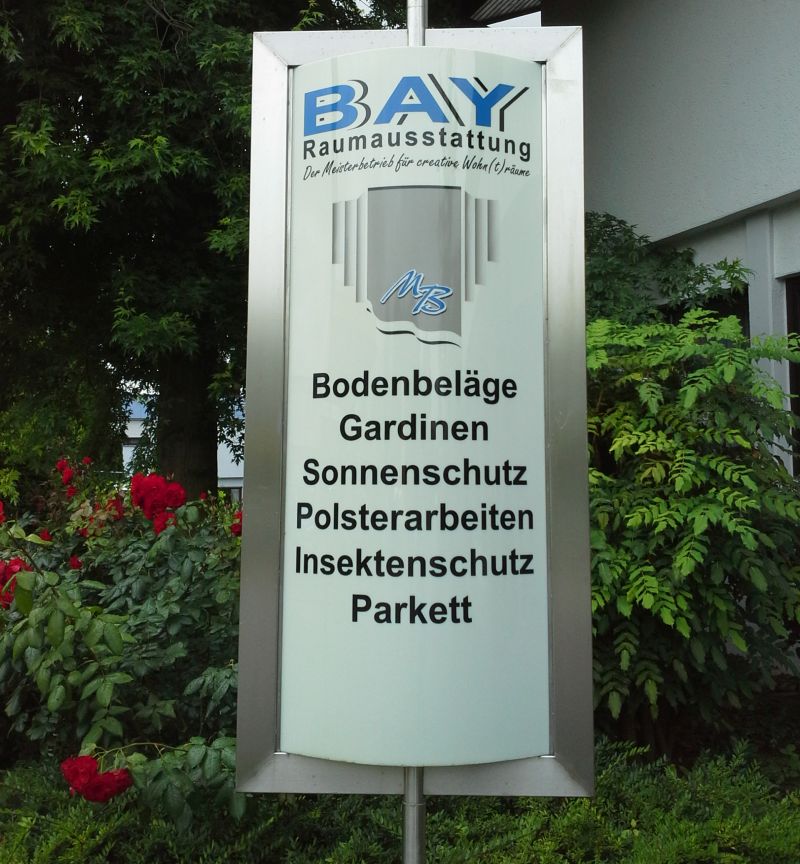 BAY
Raumausstattung
Der Meisterbetrieb für creative Wohn(t)räume
MB
Bodenbeläge
Gardinen
Sonnenschutz
Polsterarbeiten
Insektenschutz
Parkett